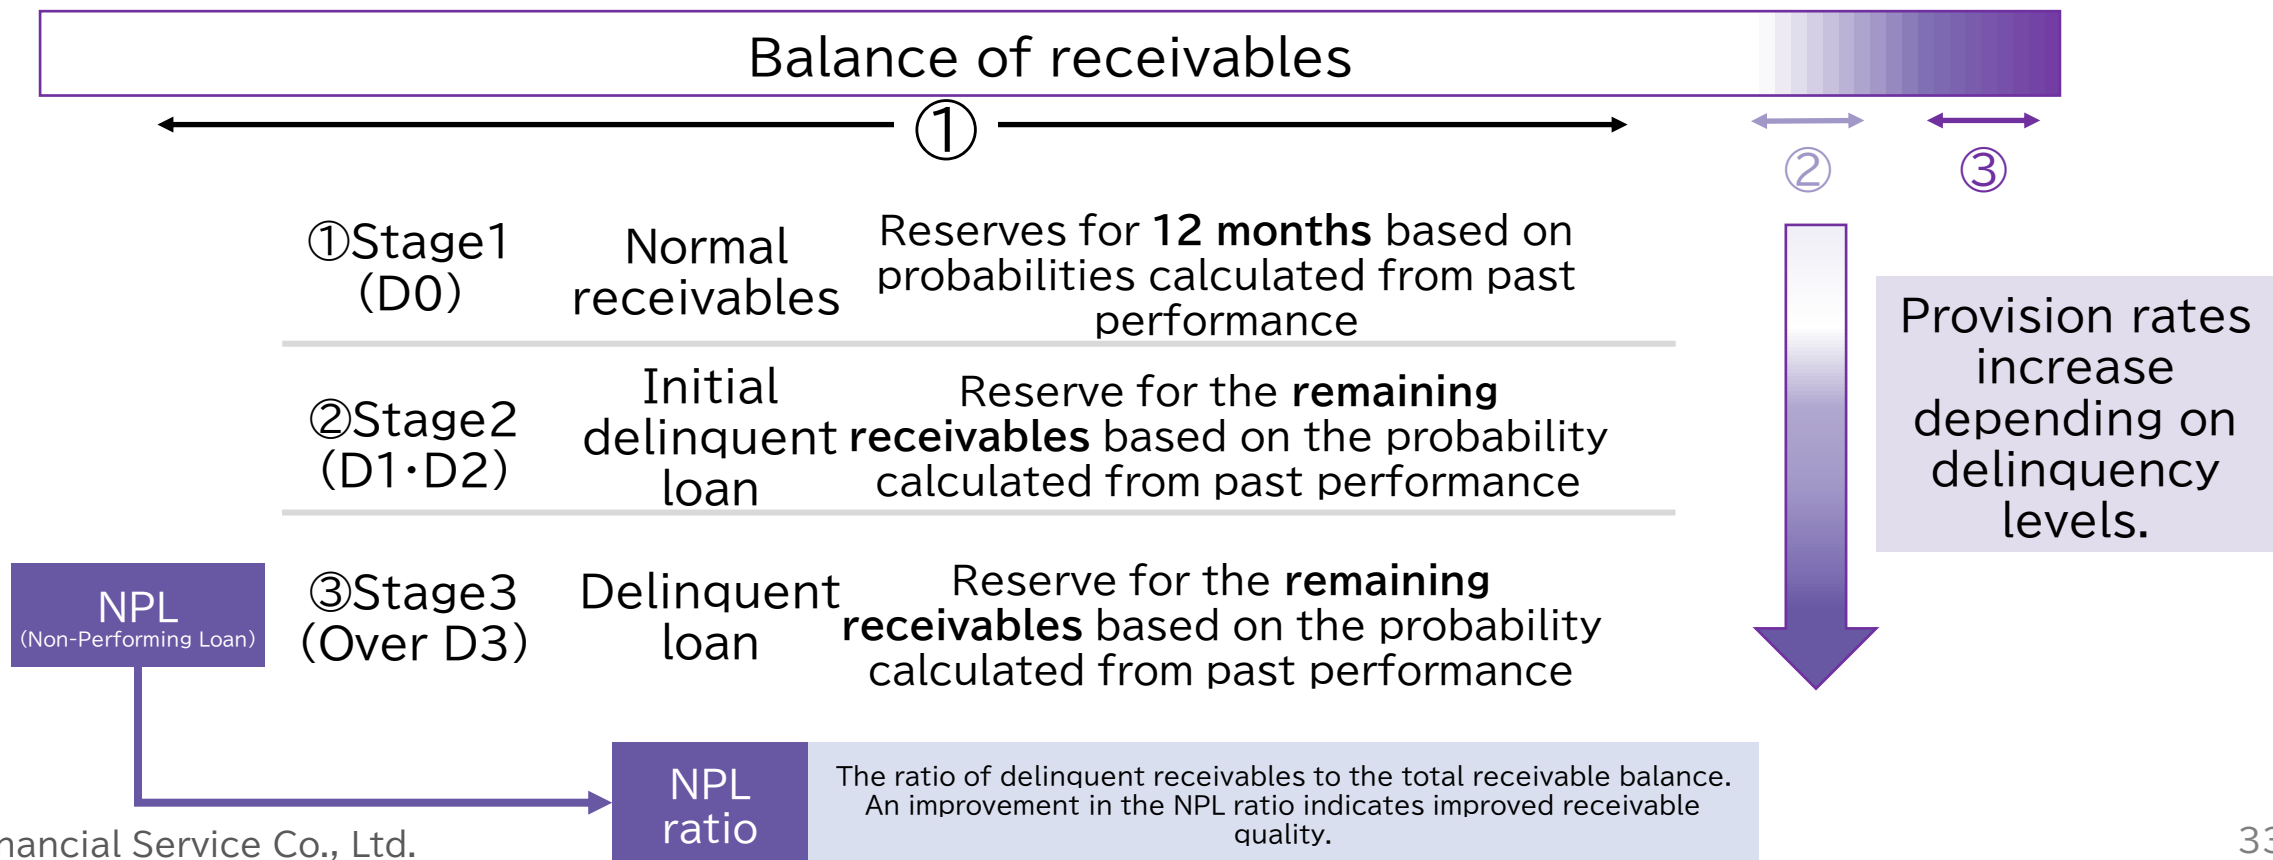 Balance of receivables
①
②
③
①Stage1
(D0)
Normal
receivables
Reserves for 12 months based on
probabilities calculated from past
performance
②Stage2
(D1・D2)
Initial
delinquent
loan
Reserve for the remaining
receivables based on the probability
calculated from past performance
Provision rates
increase
depending on
delinquency
levels.
NPL
(Non-Performing Loan)
③Stage3
(Over D3)
Delinquent
loan
Reserve for the remaining
receivables based on the probability
calculated from past performance
NPL
ratio
The ratio of delinquent receivables to the total receivable balance.
An improvement in the NPL ratio indicates improved receivable
quality.
Financial Service Co., Ltd.
33